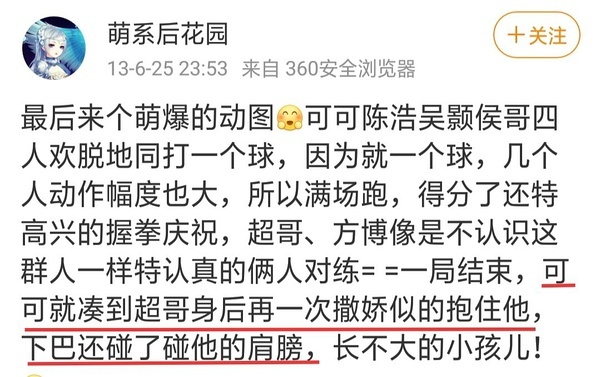 萌系后花园
+关注
13-6-25 23:53 来自 360安全浏览器
最后来个萌爆的动图可可陈浩吴颢侯哥四
人欢脱地同打一个球，因为就一个球，几个
人动作幅度也大，所以满场跑，得分了还特
高兴的握拳庆祝，超哥、方博像是不认识这
群人一样特认真的俩人对练= =一局结束，可
可就凑到超哥身后再一次撒娇似的抱住他，
下巴还碰了碰他的肩膀，长不大的小孩儿！